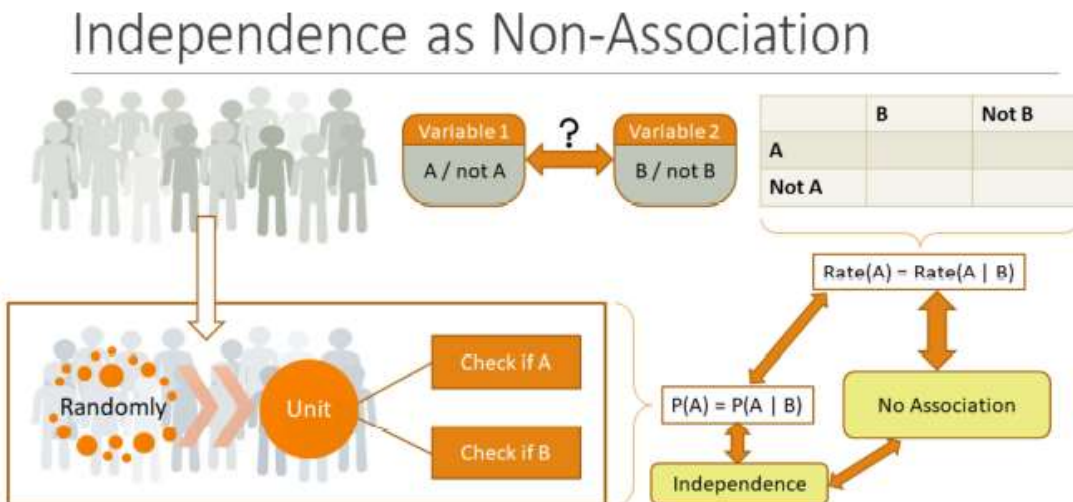 Independence as Non-Association
Variable 1
A / not A
?
Variable 2
B / not B
B
Not B
A
Not A
Rate(A) = Rate(A | B)
Randomly
Unit
Check if A
Check if B
P(A) = P(A | B)
No Association
Independence